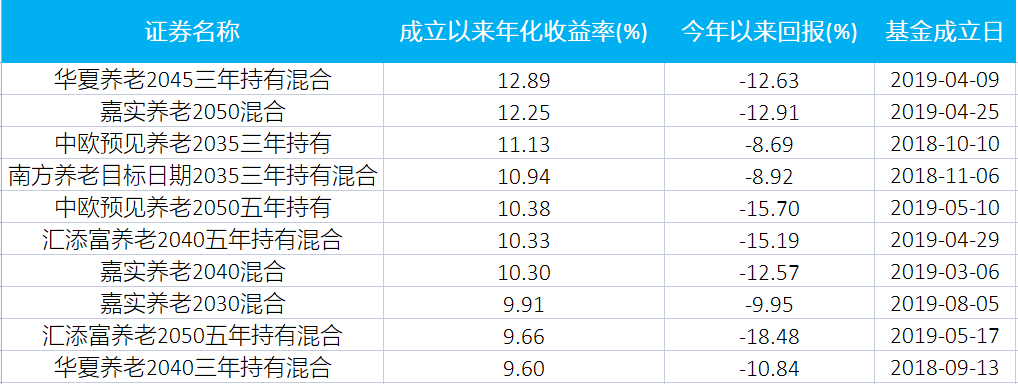 证券名称 成立以来年化收益率(%) 今年以来回报(%) 基金成立日
华夏养老2045三年持有混合 12.89 -12.63 2019-04-09
嘉实养老2050混合 12.25 -12.91 2019-04-25
中欧预见养老2035三年持有 11.13 -8.69 2018-10-10
南方养老目标日期2035三年持有混合 10.94 -8.92 2018-11-06
中欧预见养老2050五年持有 10.38 -15.70 2019-05-10
汇添富养老2040五年持有混合 10.33 -15.19 2019-04-29
嘉实养老2040混合 10.30 -12.57 2019-03-06
嘉实养老2030混合 9.91 -9.95 2019-08-05
汇添富养老2050五年持有混合 9.66 -18.48 2019-05-17
华夏养老2040三年持有混合 9.60 -10.84 2018-09-13